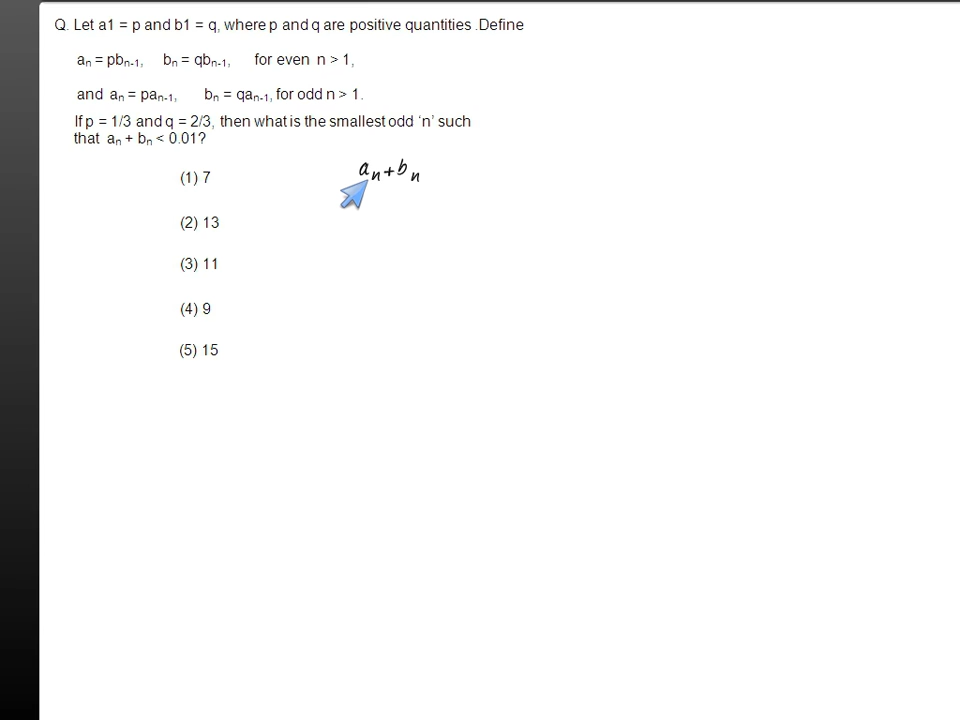 Q. Let a1 = p and b1 = q, where p and q are positive quantities .Define
an = pbn-1, bn = qbn-1, for even n > 1,
and an = pan-1, bn = qan-1, for odd n > 1.
If p = 1/3 and q = 2/3, then what is the smallest odd ‘n’ such
that an + bn < 0.01?
(1) 7
an+bn
(2) 13
(3) 11
(4) 9
(5) 15